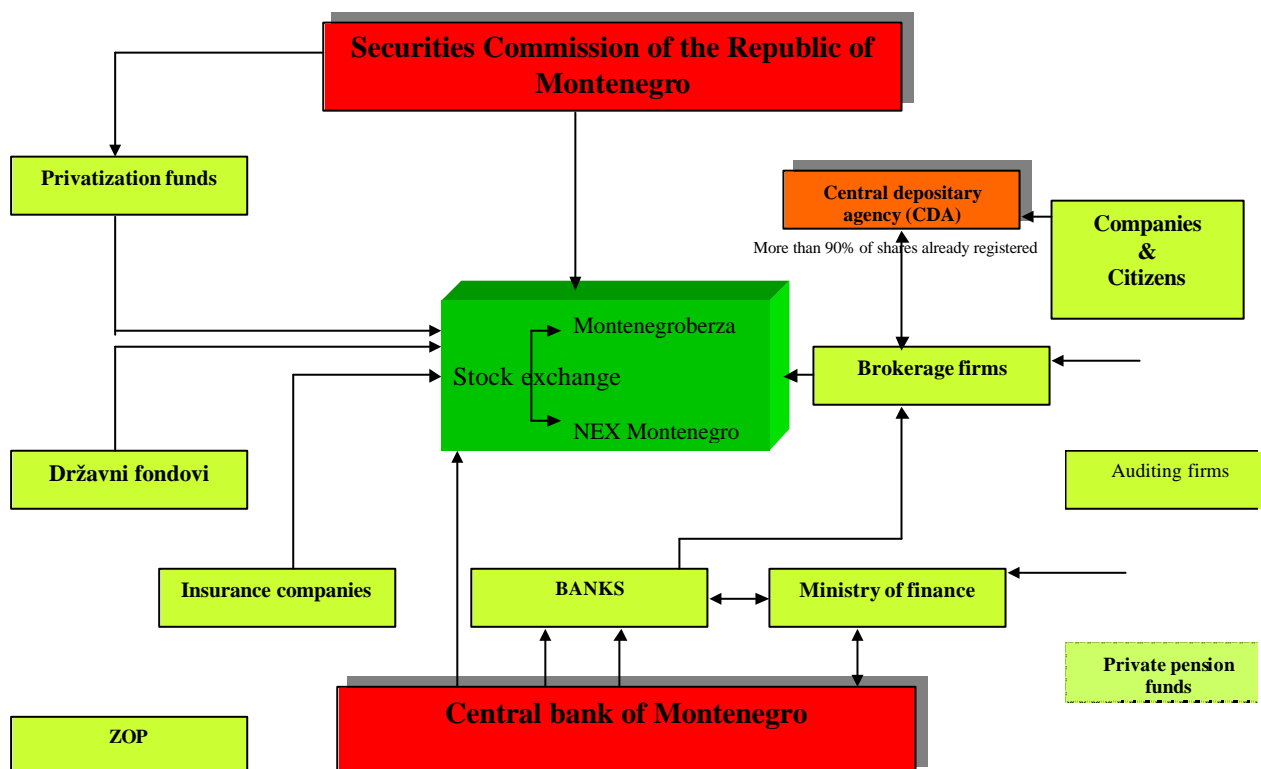 Securities Commission of the Republic of
Montenegro
Privatization funds
Central depositary
agency (CDA)
Companies
&
Citizens
More than 90% of shares already registered
Montenegroberza
Stock exchange
NEX Montenegro
Brokerage firms
Državni fondovi
Auditing firms
Insurance companies
BANKS
Ministry of finance
Private pension
funds
Central bank of Montenegro
ZOP